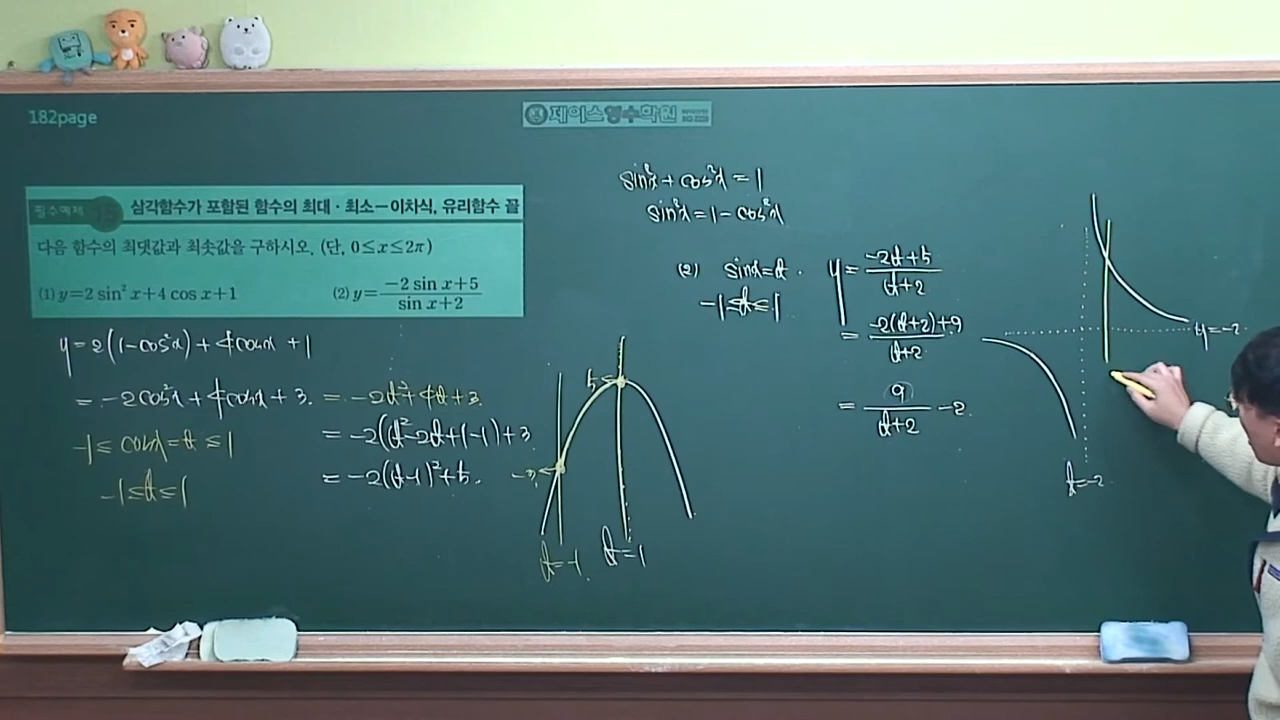 182page
제이스영수학원
필수예제 15 삼각함수가 포함된 함수의 최대·최소-이차식, 유리함수 꼴
다음 함수의 최댓값과 최솟값을 구하시오. (단, 0≤x≤2π)
(1) y=2 sin² x+4 cos x+1 (2) y=(-2 sin x+5)/(sin x+2)
y = 2(1-cos²x) + 4cosx + 1
= -2cos²x + 4cosx + 3. = -2t²+4t+3.
-1 ≤ cosx = t ≤ 1
-1 ≤ t ≤ 1
= -2(t²-2t+1-1)+3
= -2(t-1)²+5.
5
-3
t=-1
t=1
sin²x + cos²x = 1
sin²x = 1 - cos²x
(2) sinx = t.
-1 ≤ t ≤ 1
y = (-2t+5)/(t+2)
= (-2(t+2)+9)/(t+2)
= 9/(t+2) -2
y=-2
t=-2